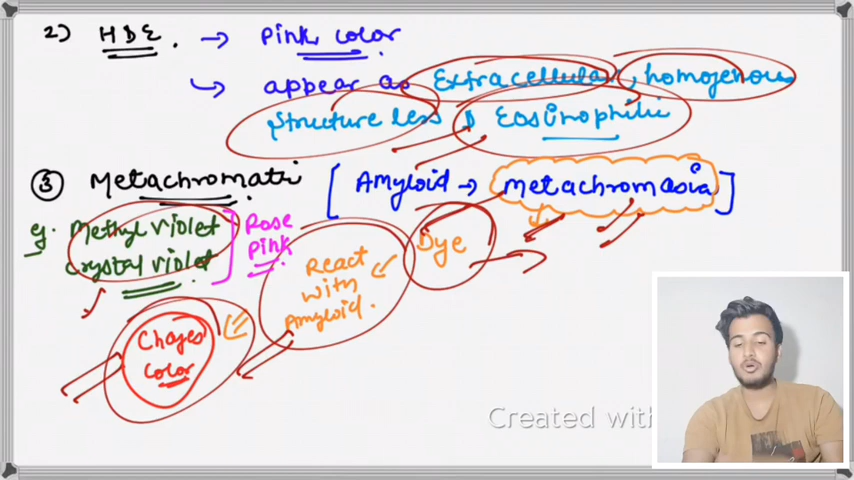 2) H&E. → Pink color.
↳ appear as Extracellular, homogenous
Structure less & Eosinophilic
③ Metachromati [Amyloid → metachromasia]
eg. Methyl violet
Crystal violet
Rose
Pink
Dye
React
with
Amyloid.
Chages
color
Created with